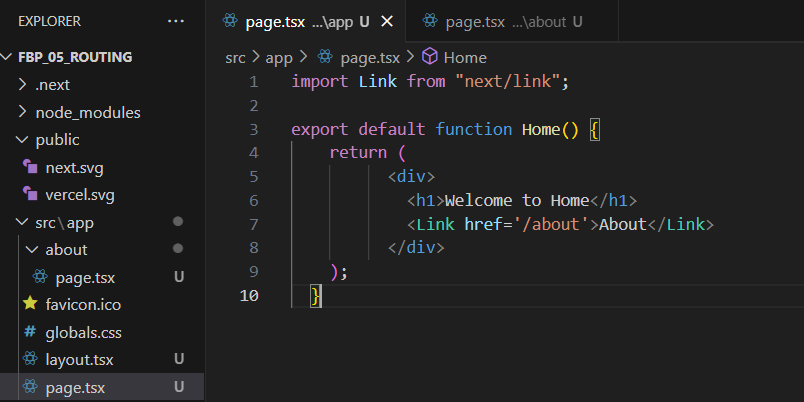 EXPLORER ...
FBP_05_ROUTING
.next
node_modules
public
next.svg
vercel.svg
src\app
about
page.tsx U
favicon.ico
globals.css
layout.tsx U
page.tsx U
page.tsx ...\app U
page.tsx ...\about U
src > app > page.tsx > Home
1 import Link from "next/link";
2
3 export default function Home() {
4 return (
5 <div>
6 <h1>Welcome to Home</h1>
7 <Link href='/about'>About</Link>
8 </div>
9 );
10 }